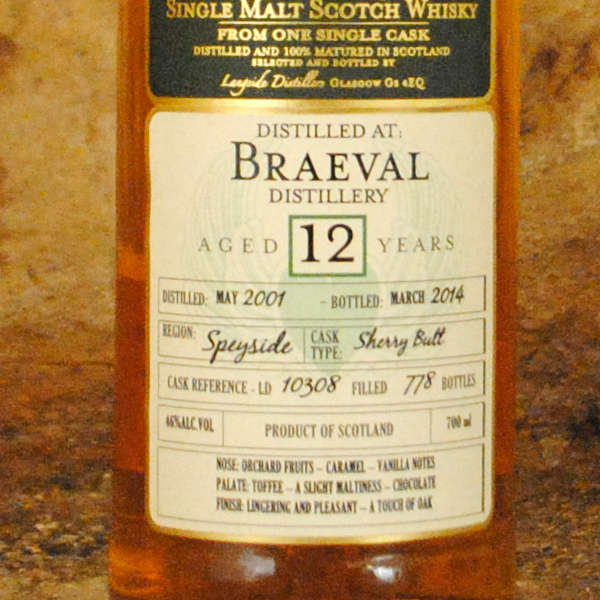 SINGLE MALT SCOTCH WHISKY
FROM ONE SINGLE CASK
DISTILLED AND 100% MATURED IN SCOTLAND
SELECTED AND BOTTLED BY
GLASGOW G2 4EQ
DISTILLED AT:
BRAEVAL
DISTILLERY
AGED 12 YEARS
DISTILLED: MAY 2001 - BOTTLED: MARCH 2014
REGION: Speyside CASK TYPE: Sherry Butt
CASK REFERENCE - LD 10308 FILLED 778 BOTTLES
46%ALC.VOL PRODUCT OF SCOTLAND 700 ml
NOSE: ORCHARD FRUITS – CARAMEL – VANILLA NOTES
PALATE: TOFFEE – A SLIGHT MALTINESS – CHOCOLATE
FINISH: LINGERING AND PLEASANT – A TOUCH OF OAK